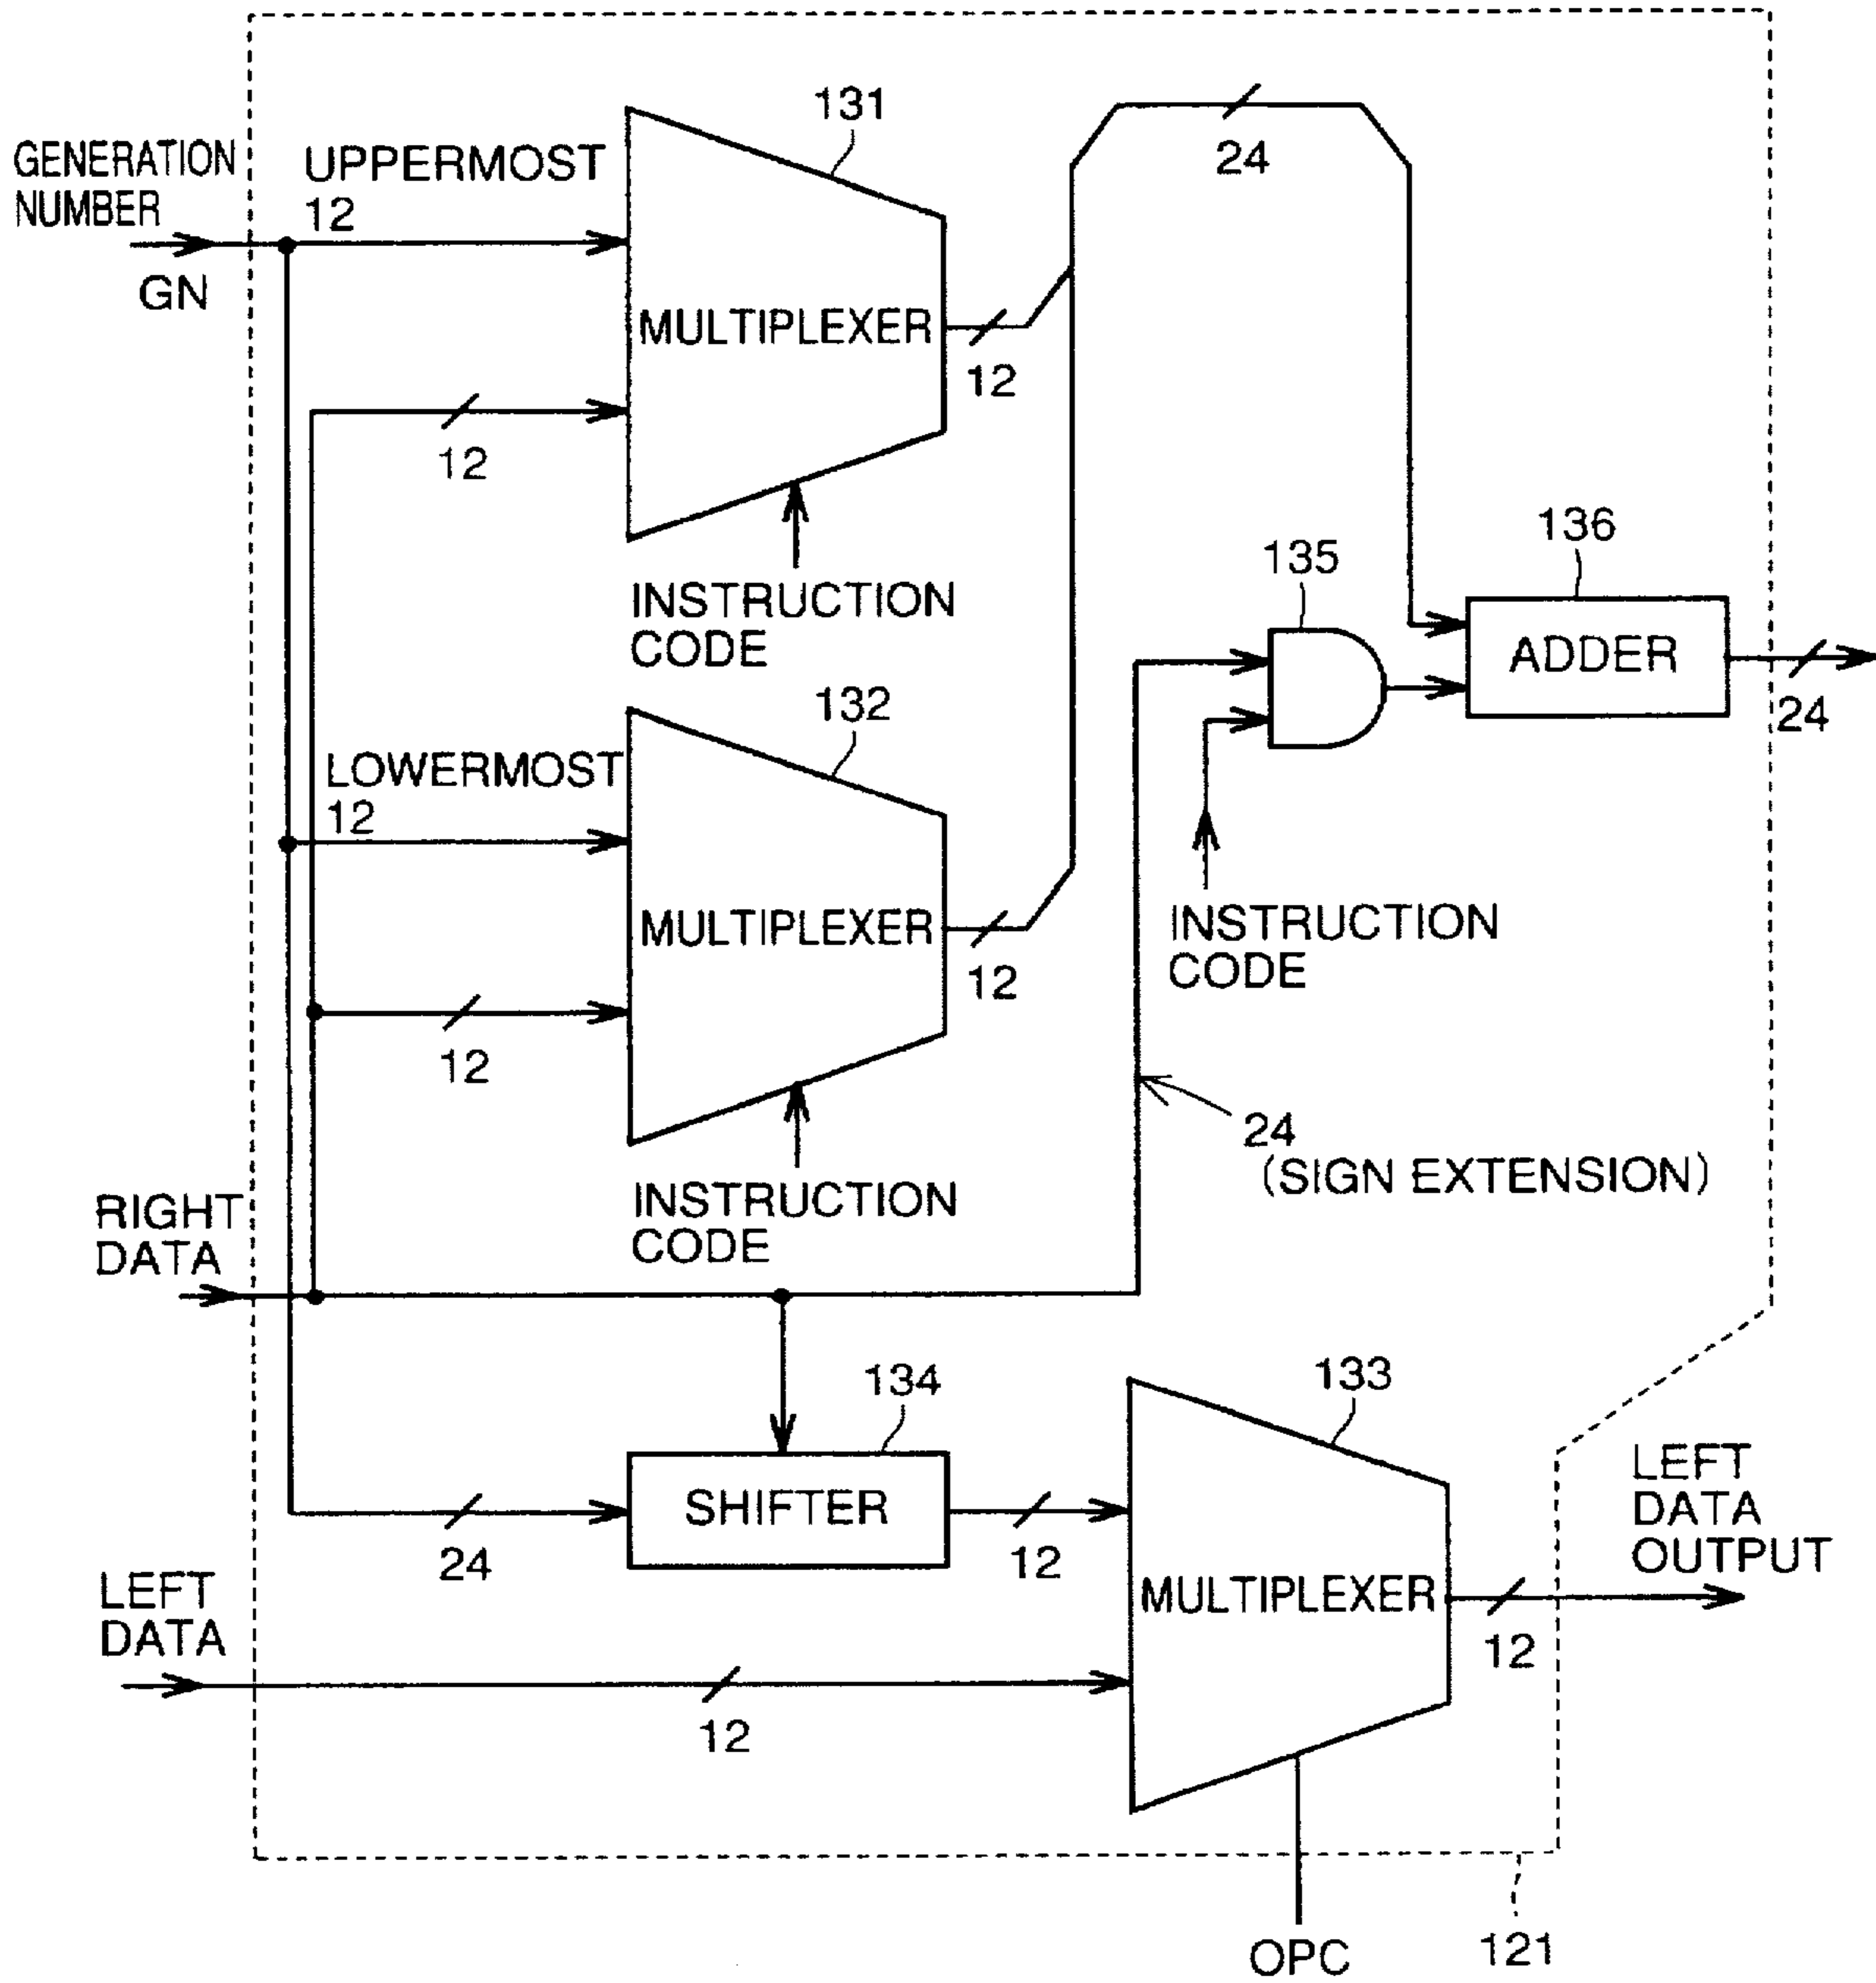 131
GENERATION
NUMBER
UPPERMOST
12
24
GN
MULTIPLEXER
12
12
136
135
INSTRUCTION
CODE
ADDER
132
24
LOWERMOST
12
INSTRUCTION
CODE
MULTIPLEXER
12
12
24
(SIGN EXTENSION)
RIGHT
DATA
INSTRUCTION
CODE
134
133
LEFT
DATA
OUTPUT
SHIFTER
24
12
MULTIPLEXER
LEFT
DATA
12
12
OPC
121